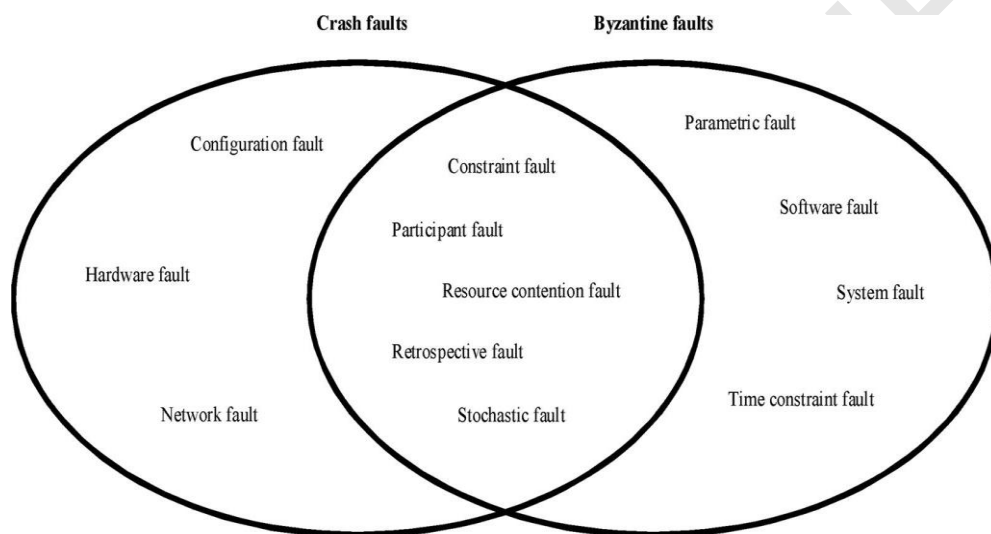 Crash faults
Byzantine faults
Configuration fault
Hardware fault
Network fault
Constraint fault
Participant fault
Resource contention fault
Retrospective fault
Stochastic fault
Parametric fault
Software fault
System fault
Time constraint fault